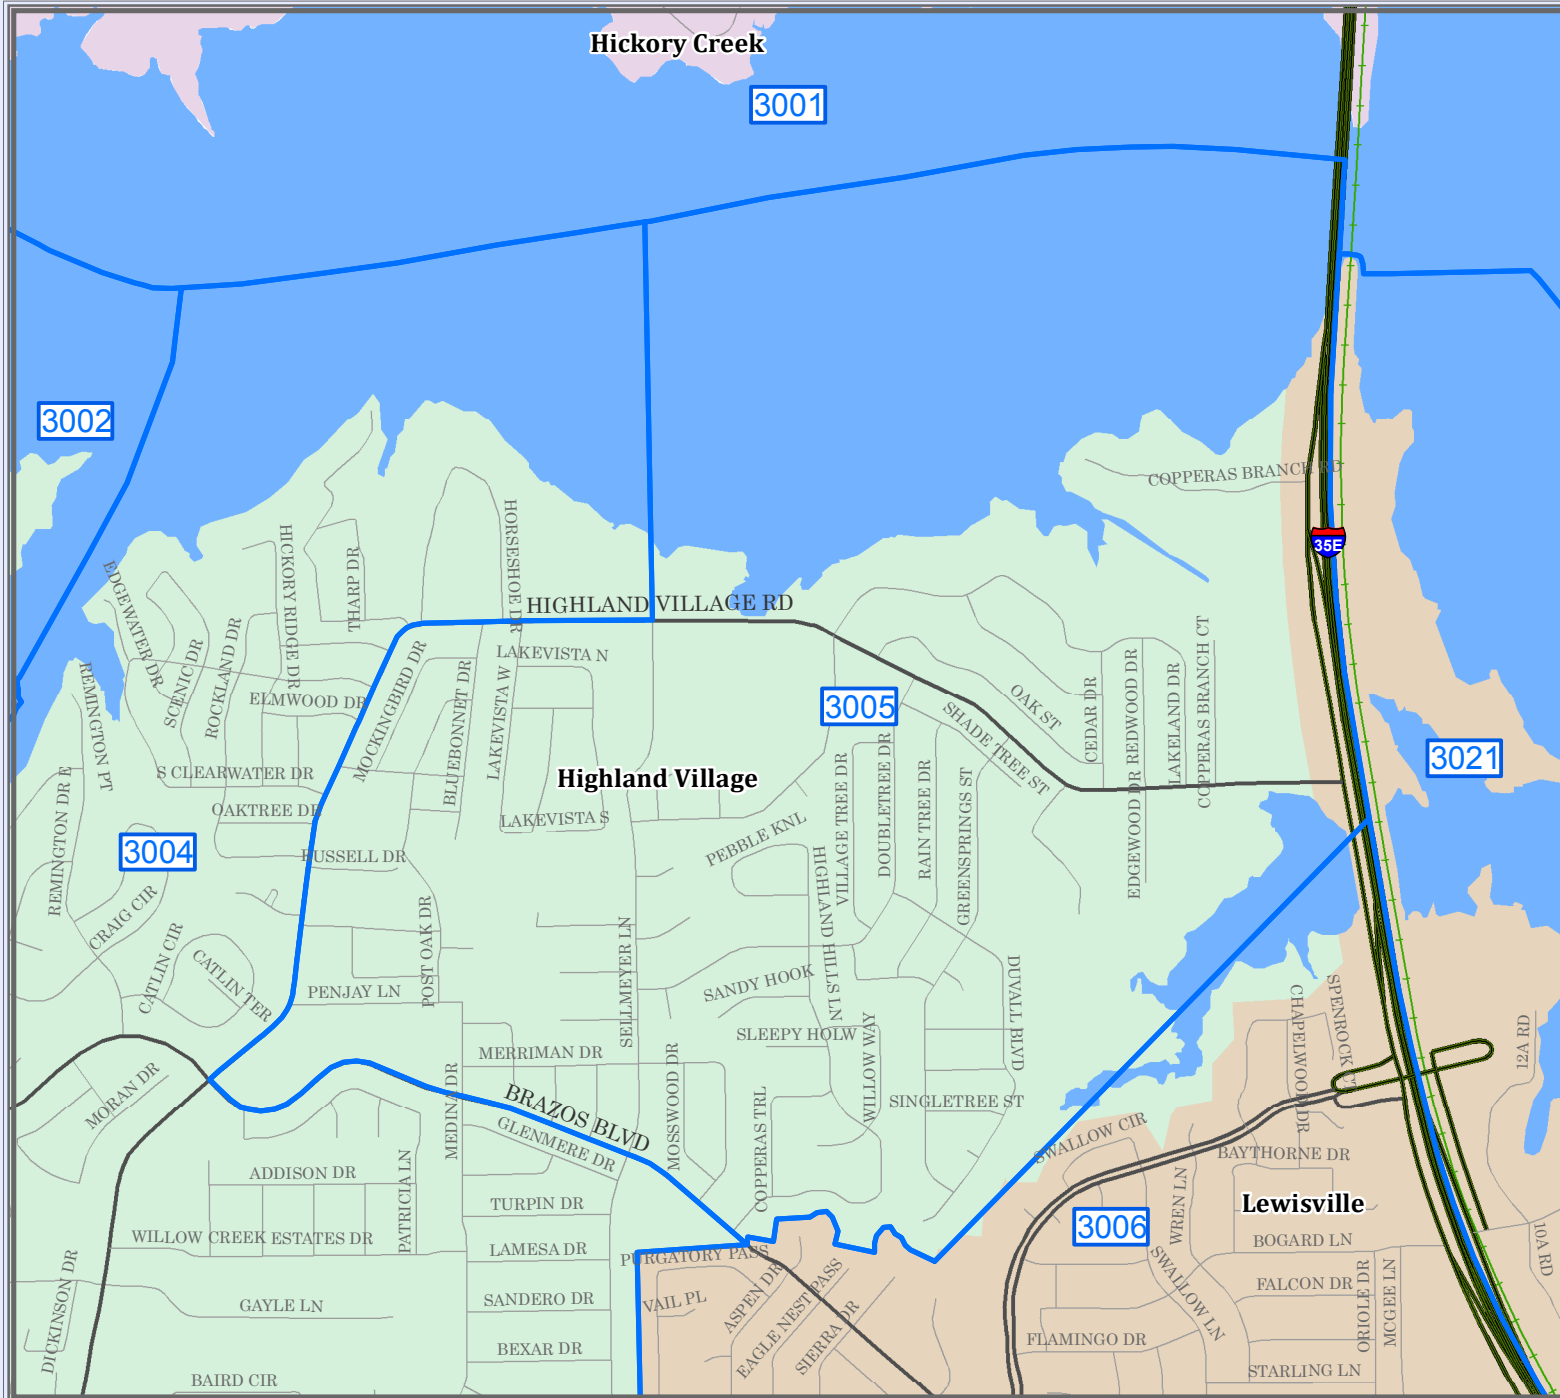 Hickory Creek
3001
3002
COPPERAS BRANCH RD
35E
HORSESHOE DR
HICKORY RIDGE DR
THARP DR
EDGEWATER DR
HIGHLAND VILLAGE RD
SCENIC DR
ROCKLAND DR
MOCKINGBIRD DR
LAKEVISTA N
BLUEBONNET DR
LAKEVISTA W
REMINGTON PT
ELMWOOD DR
3005
OAK ST
SHADE TREE ST
CEDAR DR
REDWOOD DR
LAKELAND DR
COPPERAS BRANCH CT
EDGEWOOD DR
3021
S CLEARWATER DR
Highland Village
OAKTREE DR
LAKEVISTA S
PEBBLE KNL
VILLAGE TREE DR
DOUBLETREE DR
RAIN TREE DR
GREENSPRINGS ST
REMINGTON DR E
3004
RUSSELL DR
HIGHLAND HILLS LN
CRAIG CIR
CATLIN CIR
CATLIN TER
POST OAK DR
SELLMEYER LN
PENJAY LN
SANDY HOOK
DUVALL BLVD
SLEEPY HOLW
WILLOW WAY
CHAPELWOOD DR
SPENROCK CT
12A RD
MORAN DR
MERRIMAN DR
MEDINA DR
BRAZOS BLVD
GLENMERE DR
MOSSWOOD DR
COPPERAS TRL
SINGLETREE ST
SWALLOW CIR
BAYTHORNE DR
ADDISON DR
PATRICIA LN
TURPIN DR
WREN LN
3006
Lewisville
WILLOW CREEK ESTATES DR
LAMESA DR
PURGATORY PASS
BOGARD LN
10A RD
DICKINSON DR
GAYLE LN
SANDERO DR
VAIL PL
ASPEN DR
EAGLE NEST PASS
SIERRA DR
SWALLOW LN
FALCON DR
ORIOLE DR
MCGEE LN
BEXAR DR
FLAMINGO DR
BAIRD CIR
STARLING LN